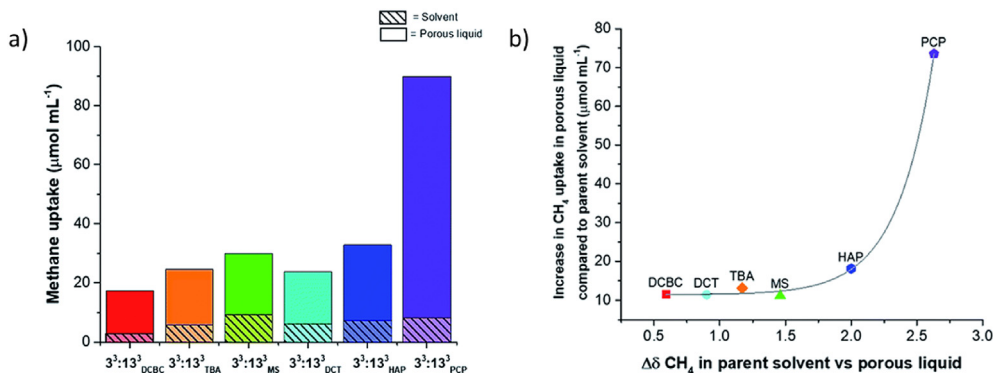 a)
= Solvent
= Porous liquid
Methane uptake (µmol mL⁻¹)
100
80
60
40
20
0
3³:13³DCBC
3³:13³TBA
3³:13³MS
3³:13³DCT
3³:13³HAP
3³:13³PCP
b)
Increase in CH₄ uptake in porous liquid
compared to parent solvent (µmol mL⁻¹)
80
70
60
50
40
30
20
10
PCP
HAP
DCBC DCT TBA MS
0.5 1.0 1.5 2.0 2.5 3.0
Δδ CH₄ in parent solvent vs porous liquid